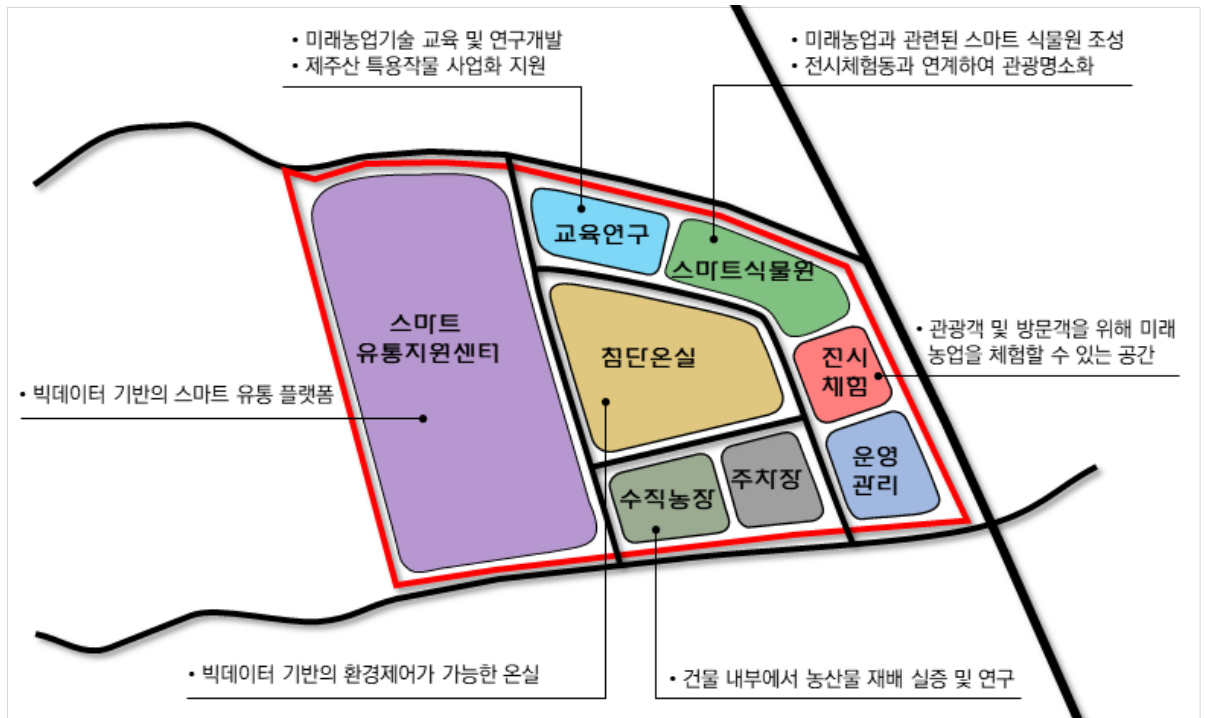 • 미래농업기술 교육 및 연구개발
• 제주산 특용작물 사업화 지원
• 미래농업과 관련된 스마트 식물원 조성
• 전시체험동과 연계하여 관광명소화
교육연구
스마트식물원
스마트
유통지원센티
첨단온실
전시
체험
• 관광객 및 방문객을 위해 미래
농업을 체험할 수 있는 공간
• 빅데이터 기반의 스마트 유통 플랫폼
운영
관리
수직농장
주차장
• 빅데이터 기반의 환경제어가 가능한 온실
• 건물 내부에서 농산물 재배 실증 및 연구